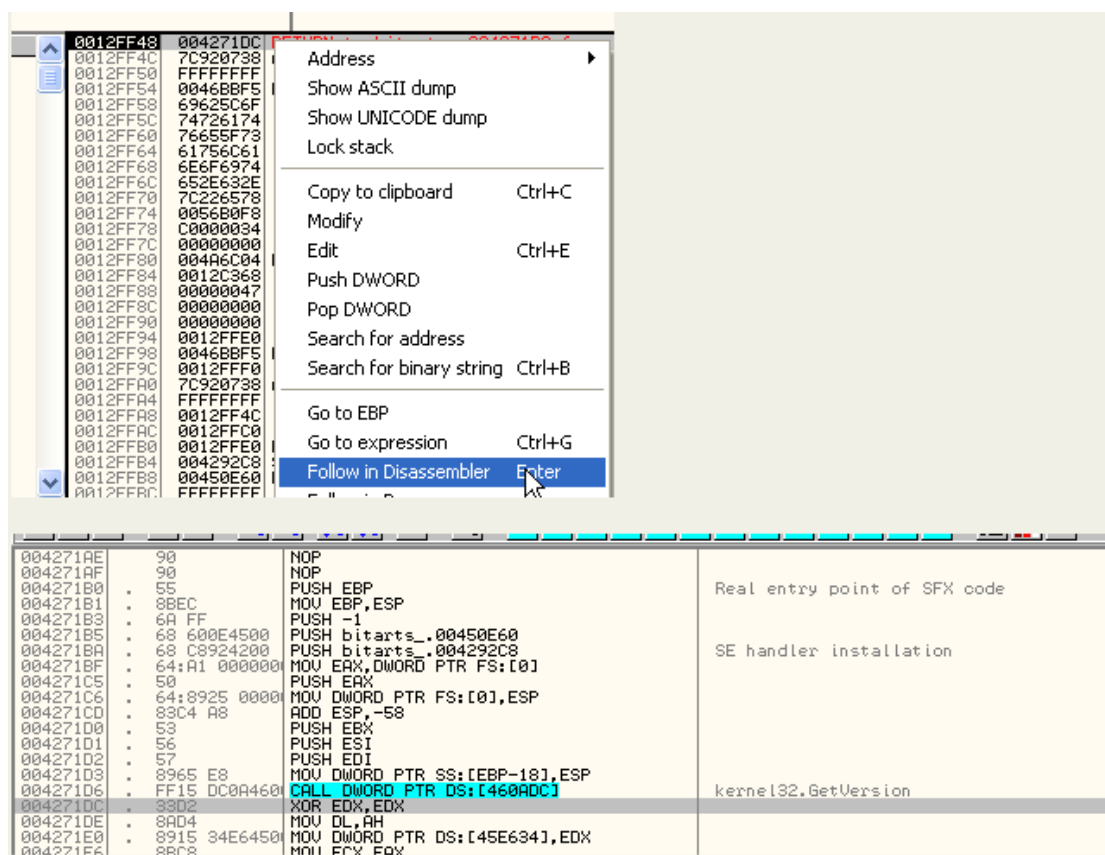 0012FF48 004271DC
0012FF4C 7C920738
0012FF50 FFFFFFFF
0012FF54 0046BBF5
0012FF58 69625C6F
0012FF5C 74726174
0012FF60 76655F73
0012FF64 61756C61
0012FF68 6E6F6974
0012FF6C 652E632E
0012FF70 7C226578
0012FF74 0056B0F8
0012FF78 C0000034
0012FF7C 00000000
0012FF80 004A6C04
0012FF84 0012C368
0012FF88 00000047
0012FF8C 00000000
0012FF90 00000000
0012FF94 0012FFE0
0012FF98 0046BBF5
0012FF9C 0012FFF0
0012FFA0 7C920738
0012FFA4 FFFFFFFF
0012FFA8 0012FF4C
0012FFAC 0012FFC0
0012FFB0 0012FFE0
0012FFB4 004292C8
0012FFB8 00450E60
0012FFBC FFFFFFFF
Address
Show ASCII dump
Show UNICODE dump
Lock stack
Copy to clipboard Ctrl+C
Modify
Edit Ctrl+E
Push DWORD
Pop DWORD
Search for address
Search for binary string Ctrl+B
Go to EBP
Go to expression Ctrl+G
Follow in Disassembler Enter
004271AE 90 NOP
004271AF 90 NOP
004271B0 . 55 PUSH EBP Real entry point of SFX code
004271B1 . 8BEC MOV EBP,ESP
004271B3 . 6A FF PUSH -1
004271B5 . 68 600E4500 PUSH bitarts_.00450E60
004271BA . 68 C8924200 PUSH bitarts_.004292C8 SE handler installation
004271BF . 64:A1 000000 MOV EAX,DWORD PTR FS:[0]
004271C5 . 50 PUSH EAX
004271C6 . 64:8925 0000 MOV DWORD PTR FS:[0],ESP
004271CD . 83C4 A8 ADD ESP,-58
004271D0 . 53 PUSH EBX
004271D1 . 56 PUSH ESI
004271D2 . 57 PUSH EDI
004271D3 . 8965 E8 MOV DWORD PTR SS:[EBP-18],ESP
004271D6 . FF15 DC0A460 CALL DWORD PTR DS:[460ADC] kernel32.GetVersion
004271DC . 33D2 XOR EDX,EDX
004271DE . 8AD4 MOV DL,AH
004271E0 . 8915 34E6450 MOV DWORD PTR DS:[45E634],EDX
004271E6 . 8BC8 MOV ECX,EAX